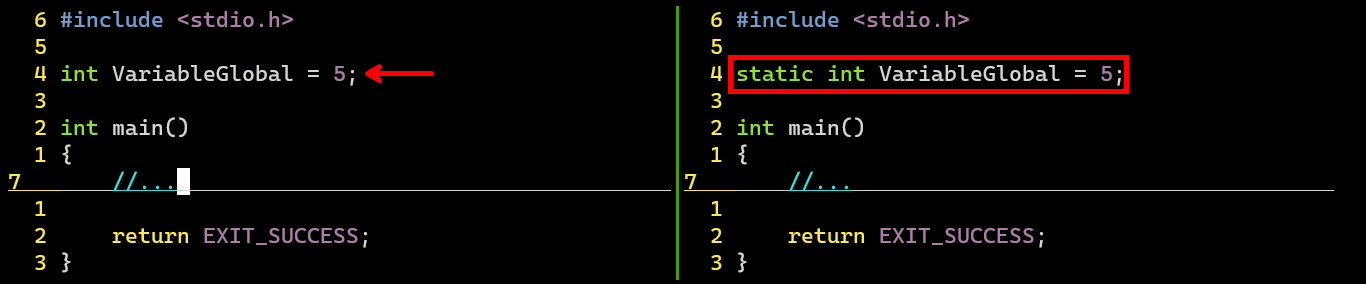 6 #include <stdio.h>
5
4 int VariableGlobal = 5;
3
2 int main()
1 {
7 //...
1
2 return EXIT_SUCCESS;
3 }
6 #include <stdio.h>
5
4 static int VariableGlobal = 5;
3
2 int main()
1 {
7 //...
1
2 return EXIT_SUCCESS;
3 }